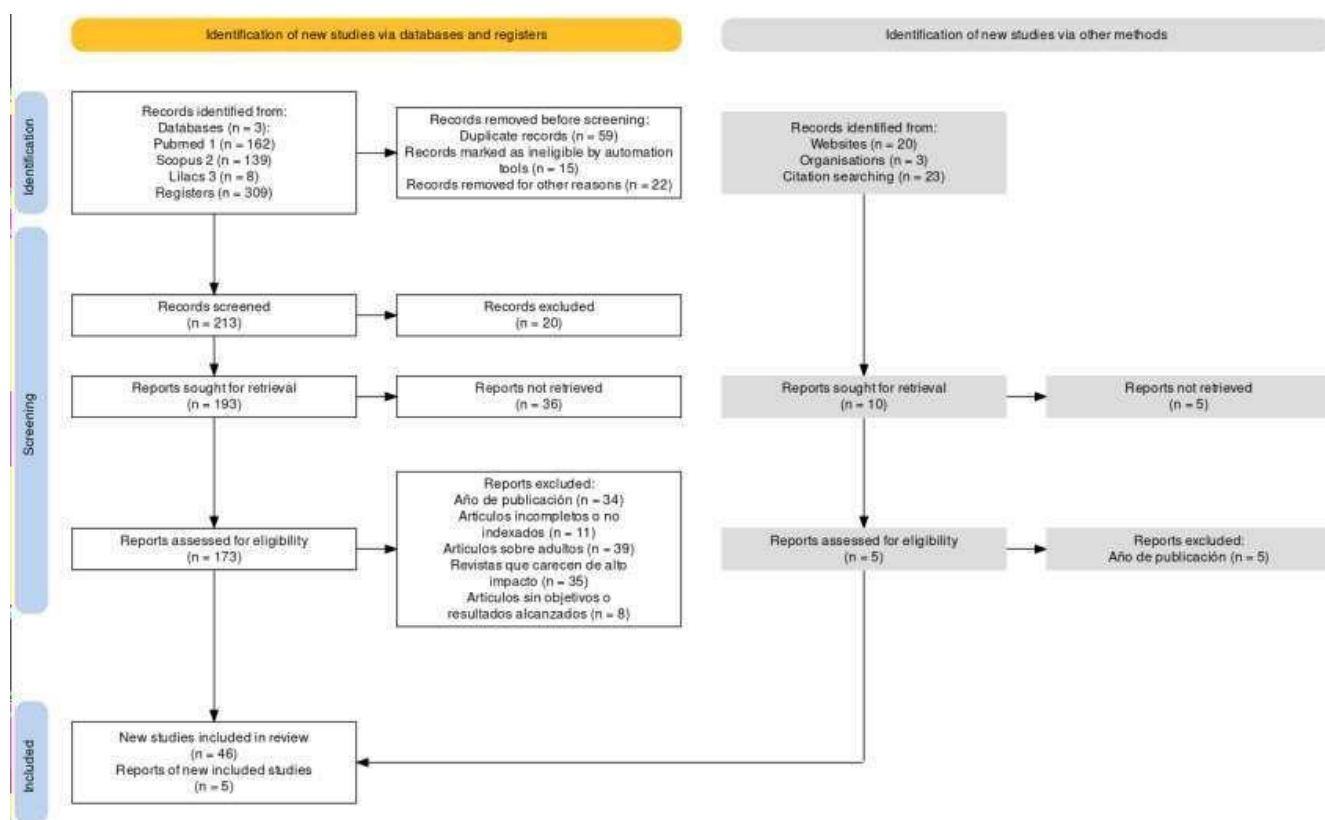 Identification of new studies via databases and registers
Identification of new studies via other methods
Identification
Records identified from:
Databases (n = 3):
Pubmed 1 (n = 162)
Scopus 2 (n = 139)
Lilacs 3 (n = 8)
Registers (n = 309)
Records removed before screening:
Duplicate records (n = 59)
Records marked as ineligible by automation
tools (n = 15)
Records removed for other reasons (n = 22)
Records identified from:
Websites (n = 20)
Organisations (n = 3)
Citation searching (n = 23)
Screening
Records screened
(n = 213)
Records excluded
(n = 20)
Reports sought for retrieval
(n = 193)
Reports not retrieved
(n = 36)
Reports sought for retrieval
(n = 10)
Reports not retrieved
(n = 5)
Reports assessed for eligibility
(n = 173)
Reports excluded:
Año de publicación (n = 34)
Artículos incompletos o no
indexados (n = 11)
Artículos sobre adultos (n = 39)
Revistas que carecen de alto
impacto (n = 35)
Artículos sin objetivos o
resultados alcanzados (n = 8)
Reports assessed for eligibility
(n = 5)
Reports excluded:
Año de publicación (n = 5)
Included
New studies included in review
(n = 46)
Reports of new included studies
(n = 5)